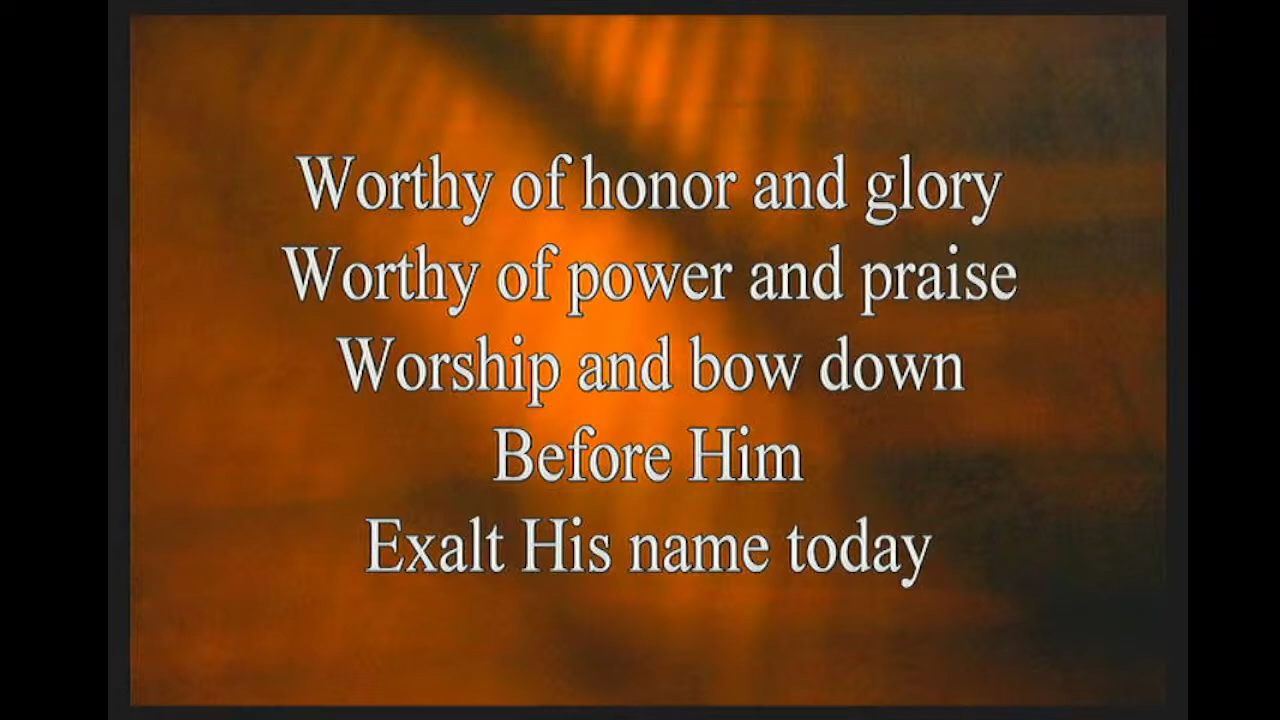 Worthy of honor and glory
Worthy of power and praise
Worship and bow down
Before Him
Exalt His name today